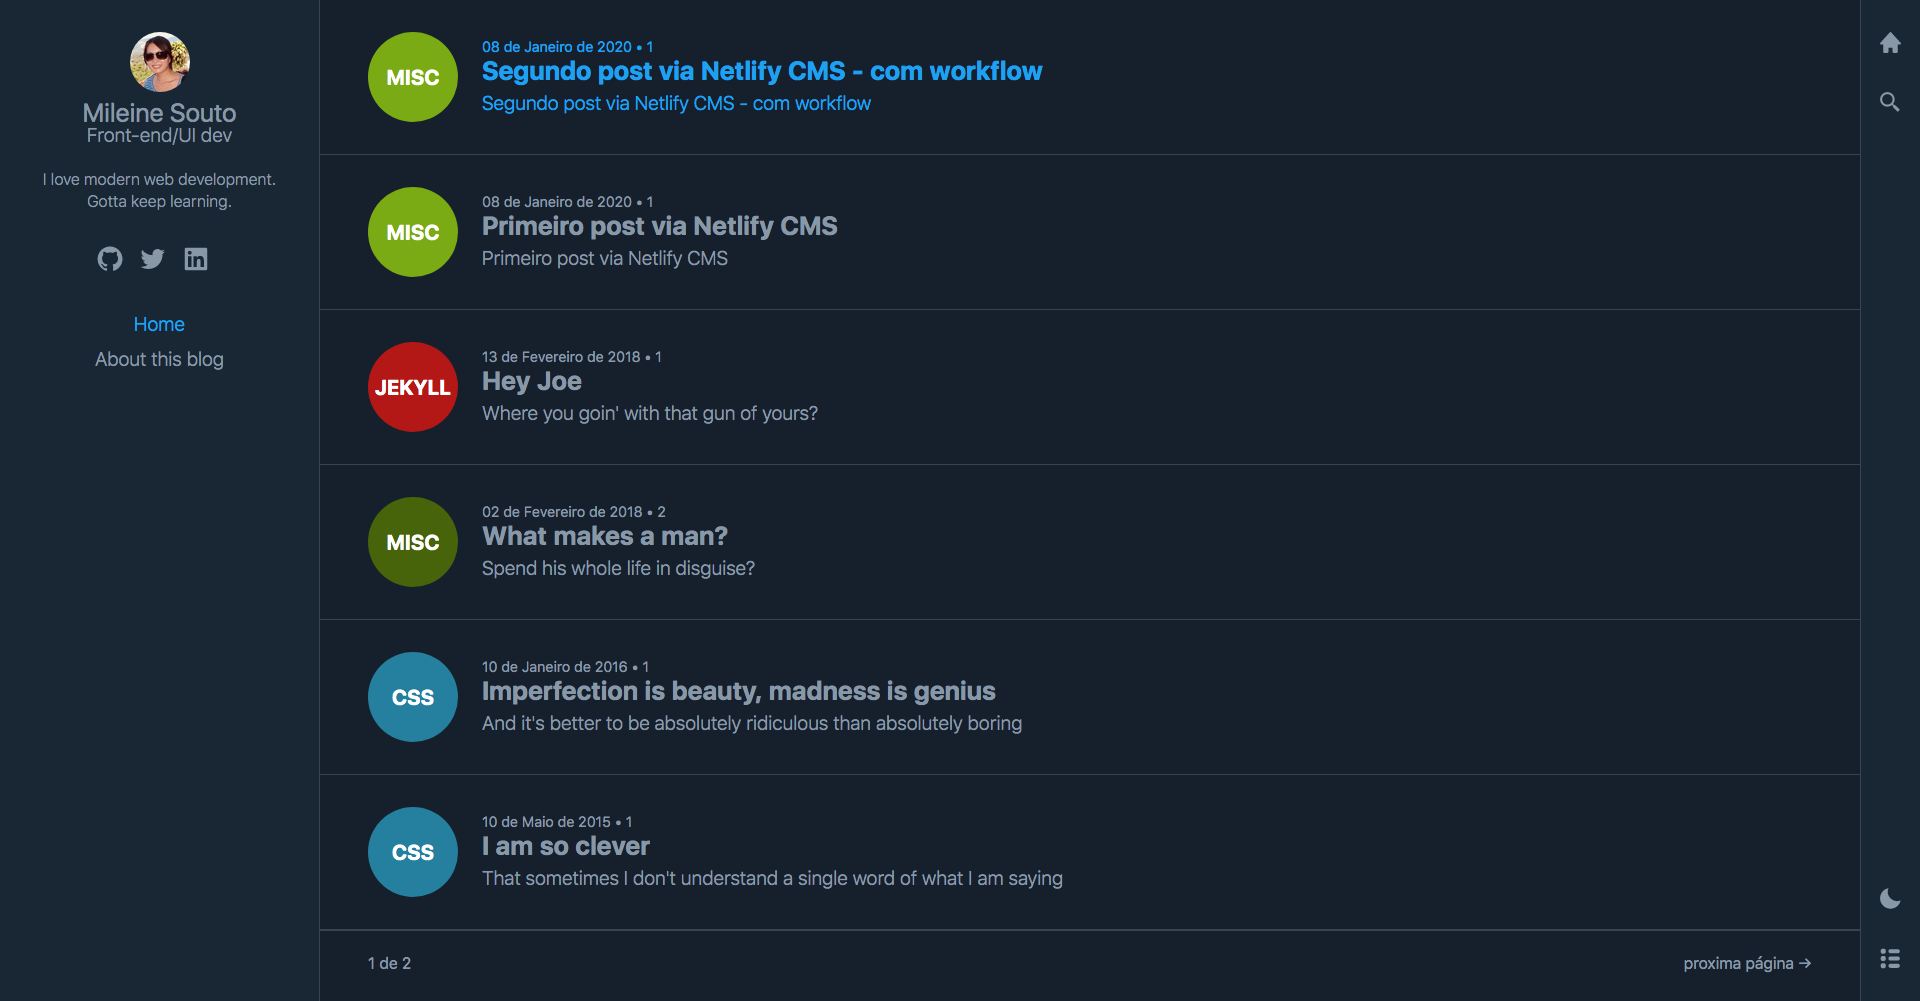 Mileine Souto
Front-end/UI dev
I love modern web development.
Gotta keep learning.
Home
About this blog
MISC
08 de Janeiro de 2020 • 1
Segundo post via Netlify CMS - com workflow
Segundo post via Netlify CMS - com workflow
MISC
08 de Janeiro de 2020 • 1
Primeiro post via Netlify CMS
Primeiro post via Netlify CMS
JEKYLL
13 de Fevereiro de 2018 • 1
Hey Joe
Where you goin' with that gun of yours?
MISC
02 de Fevereiro de 2018 • 2
What makes a man?
Spend his whole life in disguise?
CSS
10 de Janeiro de 2016 • 1
Imperfection is beauty, madness is genius
And it's better to be absolutely ridiculous than absolutely boring
CSS
10 de Maio de 2015 • 1
I am so clever
That sometimes I don't understand a single word of what I am saying
1 de 2
proxima página →